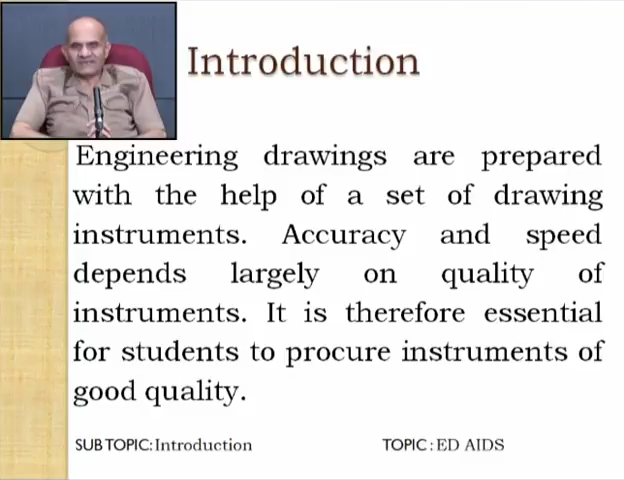 Introduction
Engineering drawings are prepared
with the help of a set of drawing
instruments. Accuracy and speed
depends largely on quality of
instruments. It is therefore essential
for students to procure instruments of
good quality.
SUB TOPIC: Introduction
TOPIC : ED AIDS